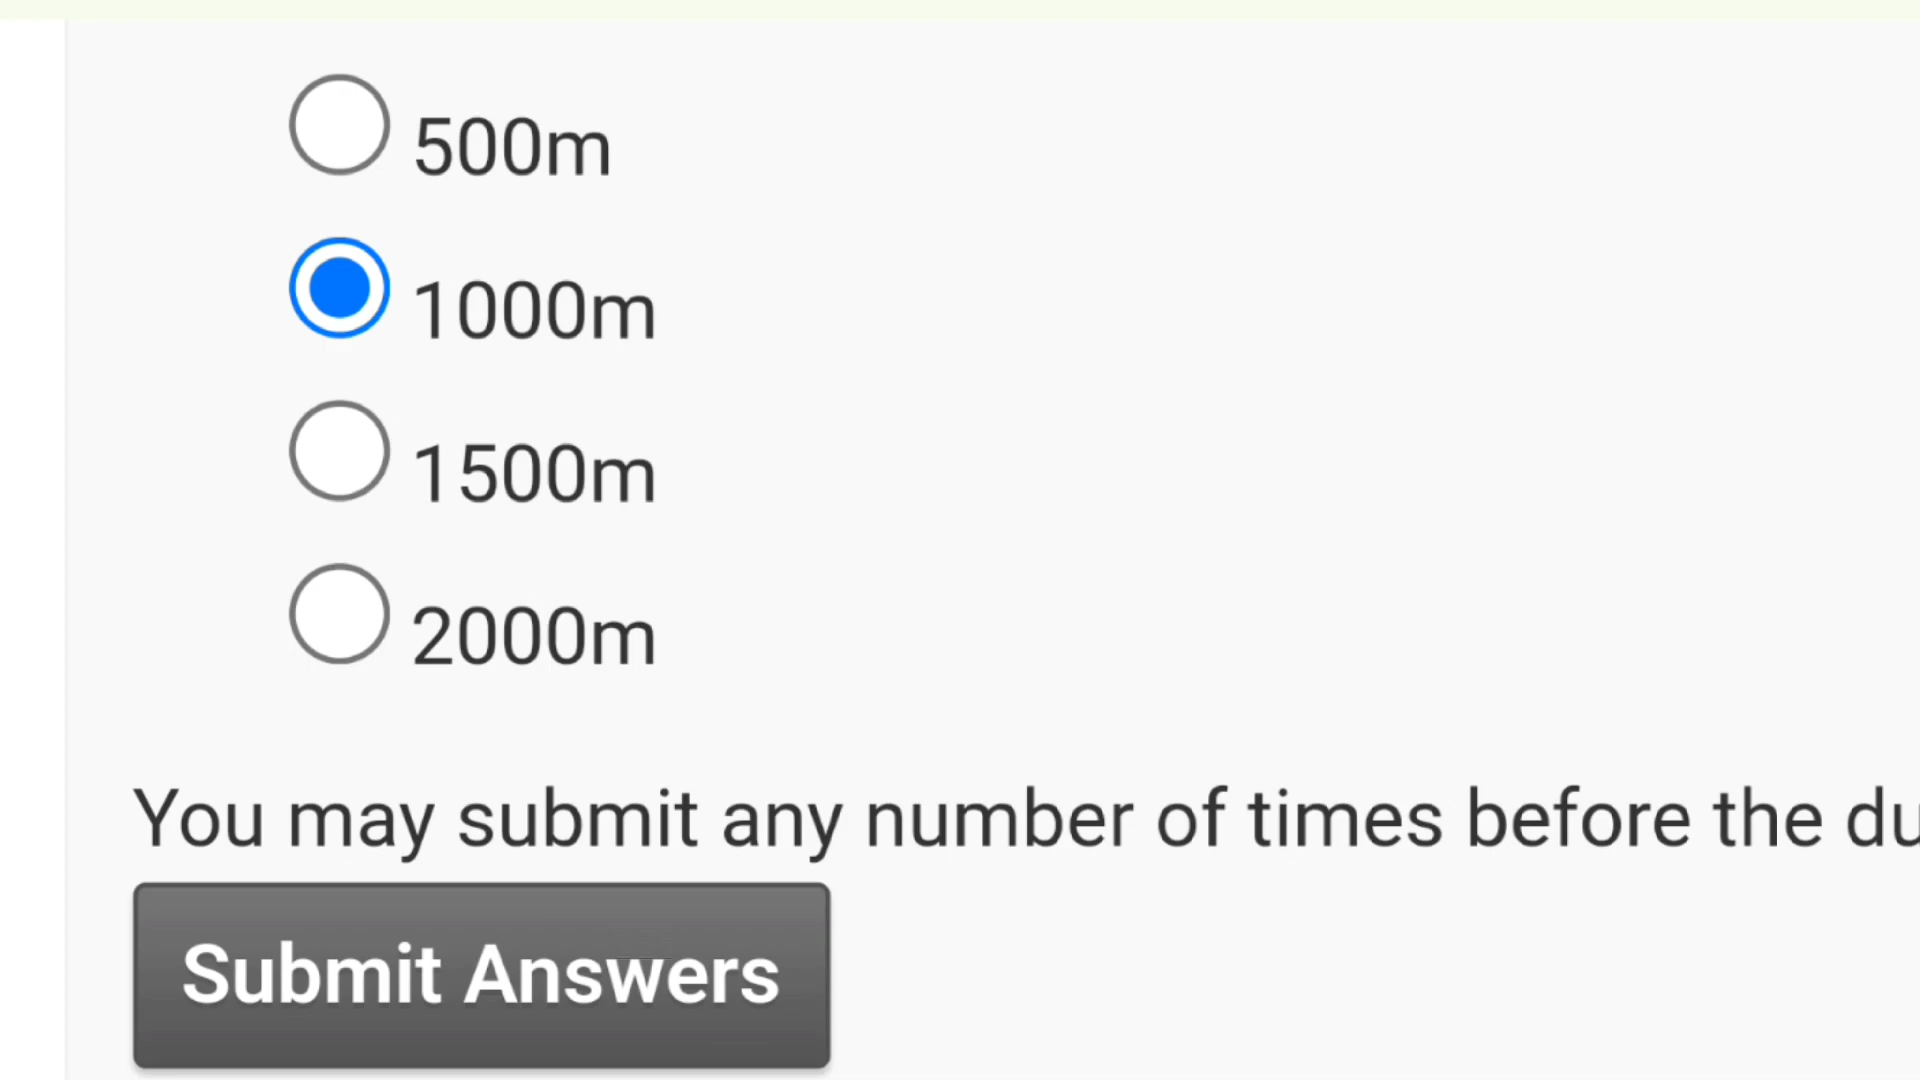 500m
1000m
1500m
2000m
You may submit any number of times before the
Submit Answers